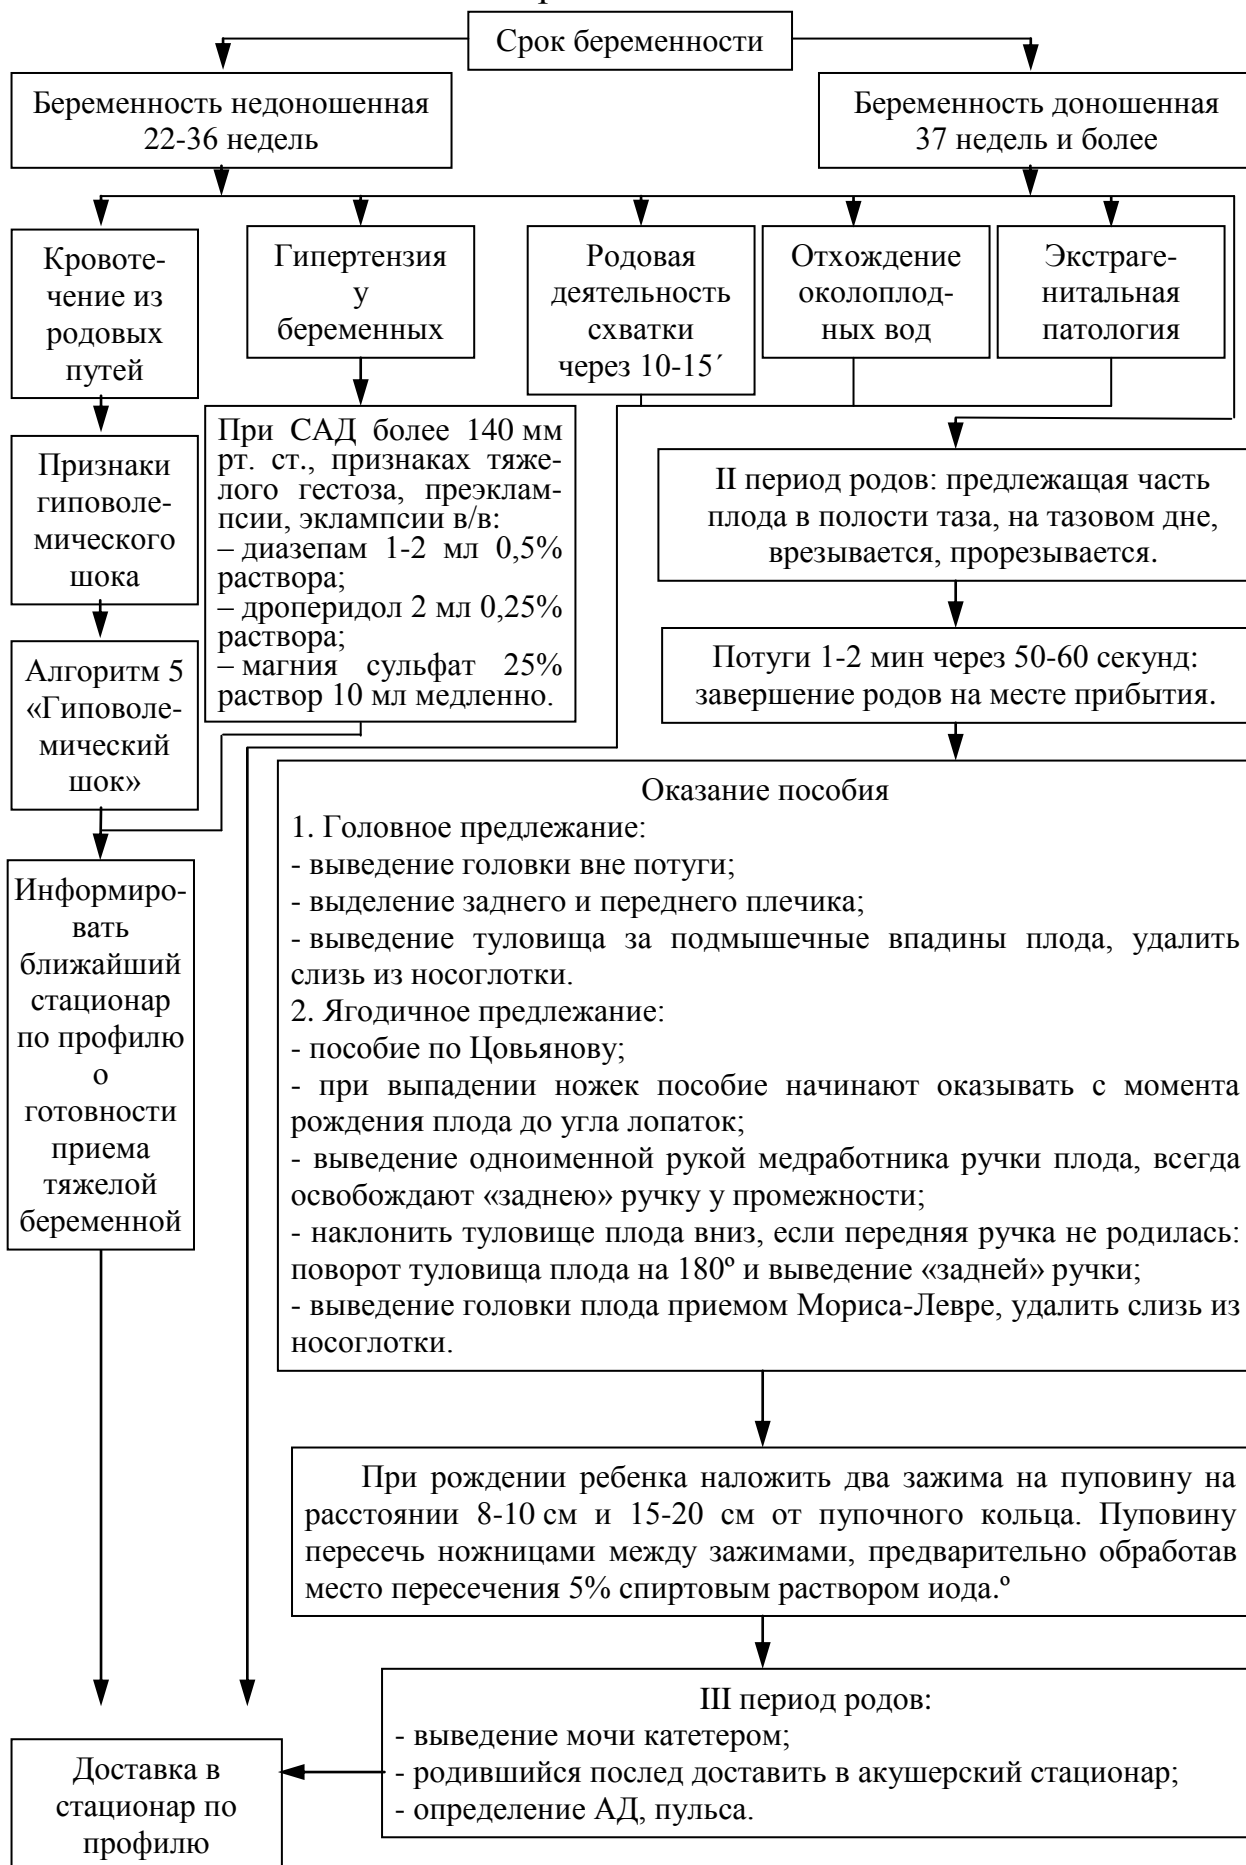 Срок беременности
Беременность недоношенная
22-36 недель
Беременность доношенная
37 недель и более
Кровоте-
чение из
родовых
путей
Гипертензия
у
беременных
Родовая
деятельность
схватки
через 10-15´
Отхождение
околоплод-
ных вод
Экстраге-
нитальная
патология
Признаки
гиповоле-
мического
шока
При САД более 140 мм
рт. ст., признаках тяже-
лого гестоза, преэклам-
псии, эклампсии в/в:
– диазепам 1-2 мл 0,5%
раствора;
– дроперидол 2 мл 0,25%
раствора;
– магния сульфат 25%
раствор 10 мл медленно.
II период родов: предлежащая часть
плода в полости таза, на тазовом дне,
врезывается, прорезывается.
Алгоритм 5
«Гиповоле-
мический
шок»
Потуги 1-2 мин через 50-60 секунд:
завершение родов на месте прибытия.
Информиро-
вать
ближайший
стационар
по профилю
о
готовности
приема
тяжелой
беременной
Оказание пособия
1. Головное предлежание:
- выведение головки вне потуги;
- выделение заднего и переднего плечика;
- выведение туловища за подмышечные впадины плода, удалить
слизь из носоглотки.
2. Ягодичное предлежание:
- пособие по Цовьянову;
- при выпадении ножек пособие начинают оказывать с момента
рождения плода до угла лопаток;
- выведение одноименной рукой медработника ручки плода, всегда
освобождают «заднею» ручку у промежности;
- наклонить туловище плода вниз, если передняя ручка не родилась:
поворот туловища плода на 180º и выведение «задней» ручки;
- выведение головки плода приемом Мориса-Левре, удалить слизь из
носоглотки.
При рождении ребенка наложить два зажима на пуповину на
расстоянии 8-10 см и 15-20 см от пупочного кольца. Пуповину
пересечь ножницами между зажимами, предварительно обработав
место пересечения 5% спиртовым раствором иода.º
III период родов:
- выведение мочи катетером;
- родившийся послед доставить в акушерский стационар;
- определение АД, пульса.
Доставка в
стационар по
профилю